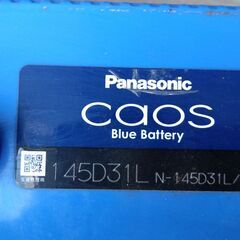 Panasonic
caos
Blue Battery
145D31L N-145D31L/